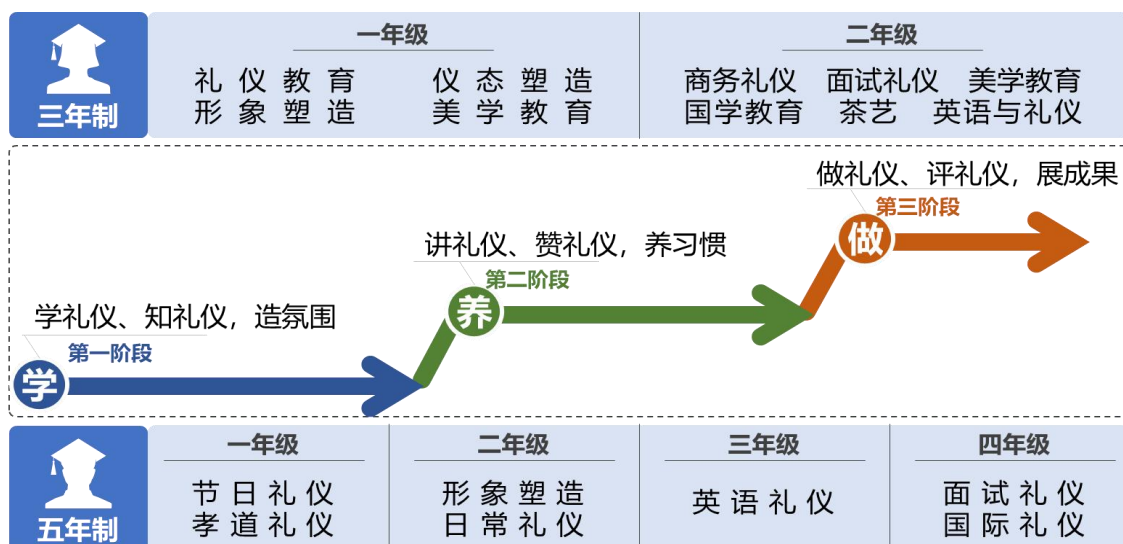 一年级
二年级
礼仪教育 仪态塑造
形象塑造 美学教育
商务礼仪 面试礼仪 美学教育
国学教育 茶艺 英语与礼仪
三年制
做礼仪、评礼仪，展成果
第三阶段
做
讲礼仪、赞礼仪，养习惯
第二阶段
养
学礼仪、知礼仪，造氛围
第一阶段
学
五年制
一年级
节日礼仪
孝道礼仪
二年级
形象塑造
日常礼仪
三年级
英语礼仪
四年级
面试礼仪
国际礼仪